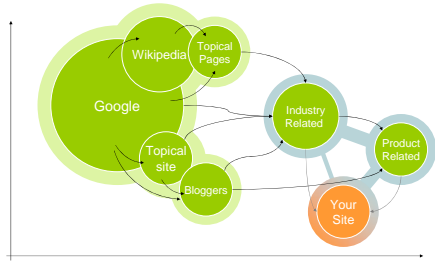 Wikipedia
Topical
Pages
Google
Industry
Related
Topical
site
Product
Related
Bloggers
Your
Site